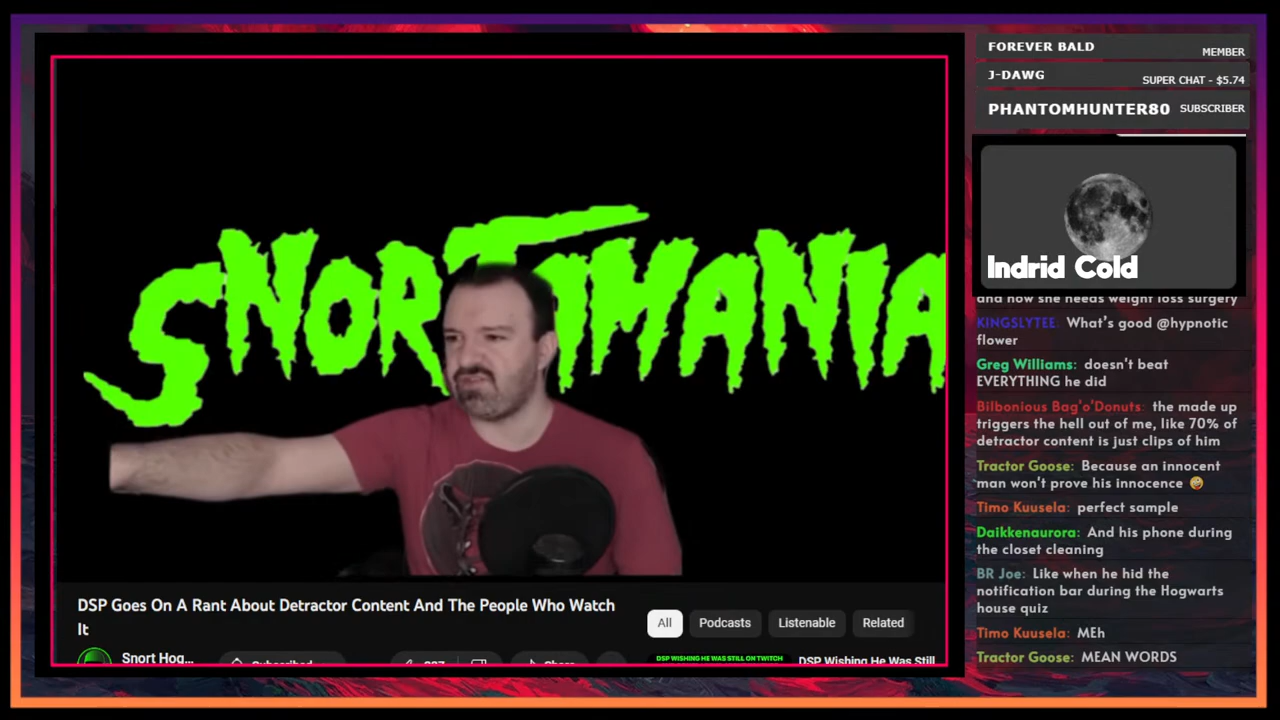 SNORTAMANIA
DSP Goes On A Rant About Detractor Content And The People Who Watch
It
All
Podcasts
Listenable
Related
Snort Hog...
Subscribed
Share
DSP WISHING HE WAS STILL ON TWITCH
DSP Wishing He Was Still
FOREVER BALD
MEMBER
J-DAWG
SUPER CHAT - $5.74
PHANTOMHUNTER80
SUBSCRIBER
Indrid Cold
and now she needs weight loss surgery
KINGSLYTEE: What's good @hypnotic
flower
Greg Williams: doesn't beat
EVERYTHING he did
Bilbonious Bag'o'Donuts: the made up
triggers the hell out of me, like 70% of
detractor content is just clips of him
Tractor Goose: Because an innocent
man won't prove his innocence 🤪
Timo Kuusela: perfect sample
Daikkenaurora: And his phone during
the closet cleaning
BR Joe: Like when he hid the
notification bar during the Hogwarts
house quiz
Timo Kuusela: MEh
Tractor Goose: MEAN WORDS